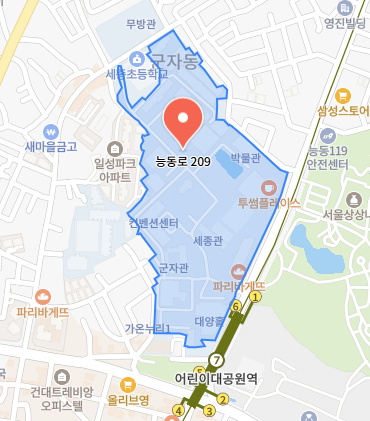 무방관
영진빌딩
군자동
세종초등학교
삼성스토어
새마을금고
능동119
안전센터
일성파크
아파트
능동로 209
박물관
투썸플레이스
서울상상나
컨벤션센터
세종관
군자관
파리바게뜨
파리바게뜨
6
1
대양홀
가온누리1
7
어린이대공원역
5
국
건대트레비앙
오피스텔
올리브영
2
4
3